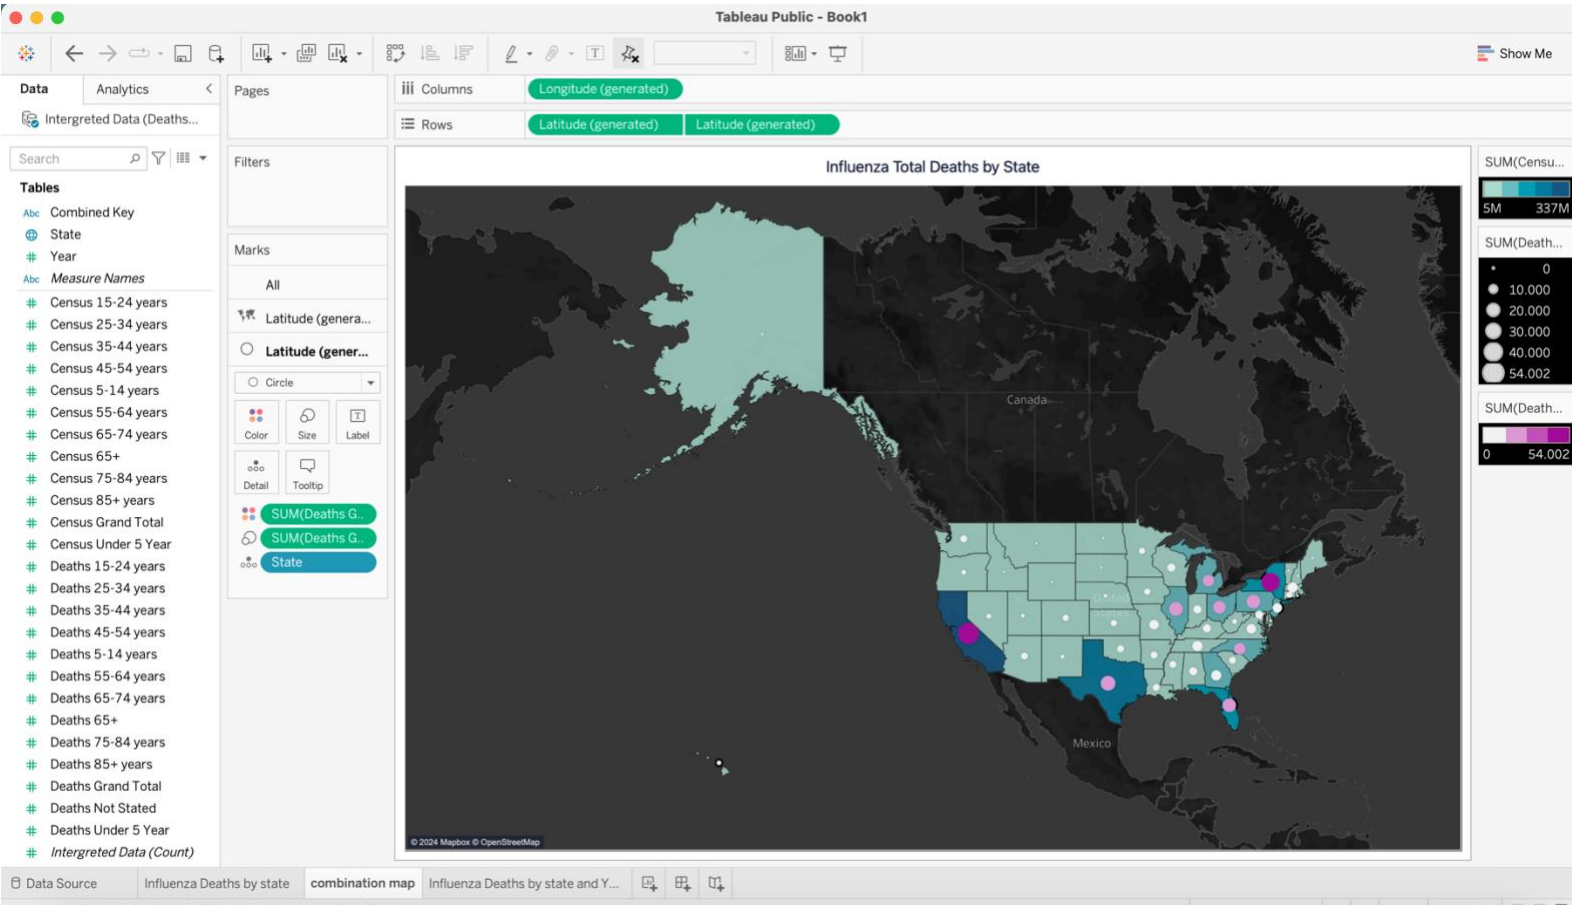 Tableau Public - Book1
Show Me
Data
Analytics
Intergreted Data (Deaths...
Search
Tables
Abc Combined Key
State
# Year
Abc Measure Names
# Census 15-24 years
# Census 25-34 years
# Census 35-44 years
# Census 45-54 years
# Census 5-14 years
# Census 55-64 years
# Census 65-74 years
# Census 65+
# Census 75-84 years
# Census 85+ years
# Census Grand Total
# Census Under 5 Year
# Deaths 15-24 years
# Deaths 25-34 years
# Deaths 35-44 years
# Deaths 45-54 years
# Deaths 5-14 years
# Deaths 55-64 years
# Deaths 65-74 years
# Deaths 65+
# Deaths 75-84 years
# Deaths 85+ years
# Deaths Grand Total
# Deaths Not Stated
# Deaths Under 5 Year
# Intergreted Data (Count)
Pages
Filters
Marks
All
Latitude (genera...
Latitude (gener...
Circle
Color Size Label
Detail Tooltip
SUM(Deaths G..
SUM(Deaths G..
State
Columns Longitude (generated)
Rows Latitude (generated) Latitude (generated)
Influenza Total Deaths by State
Canada
United
States
Mexico
© 2024 Mapbox © OpenStreetMap
SUM(Censu...
5M 337M
SUM(Death...
0
10.000
20.000
30.000
40.000
54.002
SUM(Death...
0 54.002
Data Source Influenza Deaths by state combination map Influenza Deaths by state and Y...